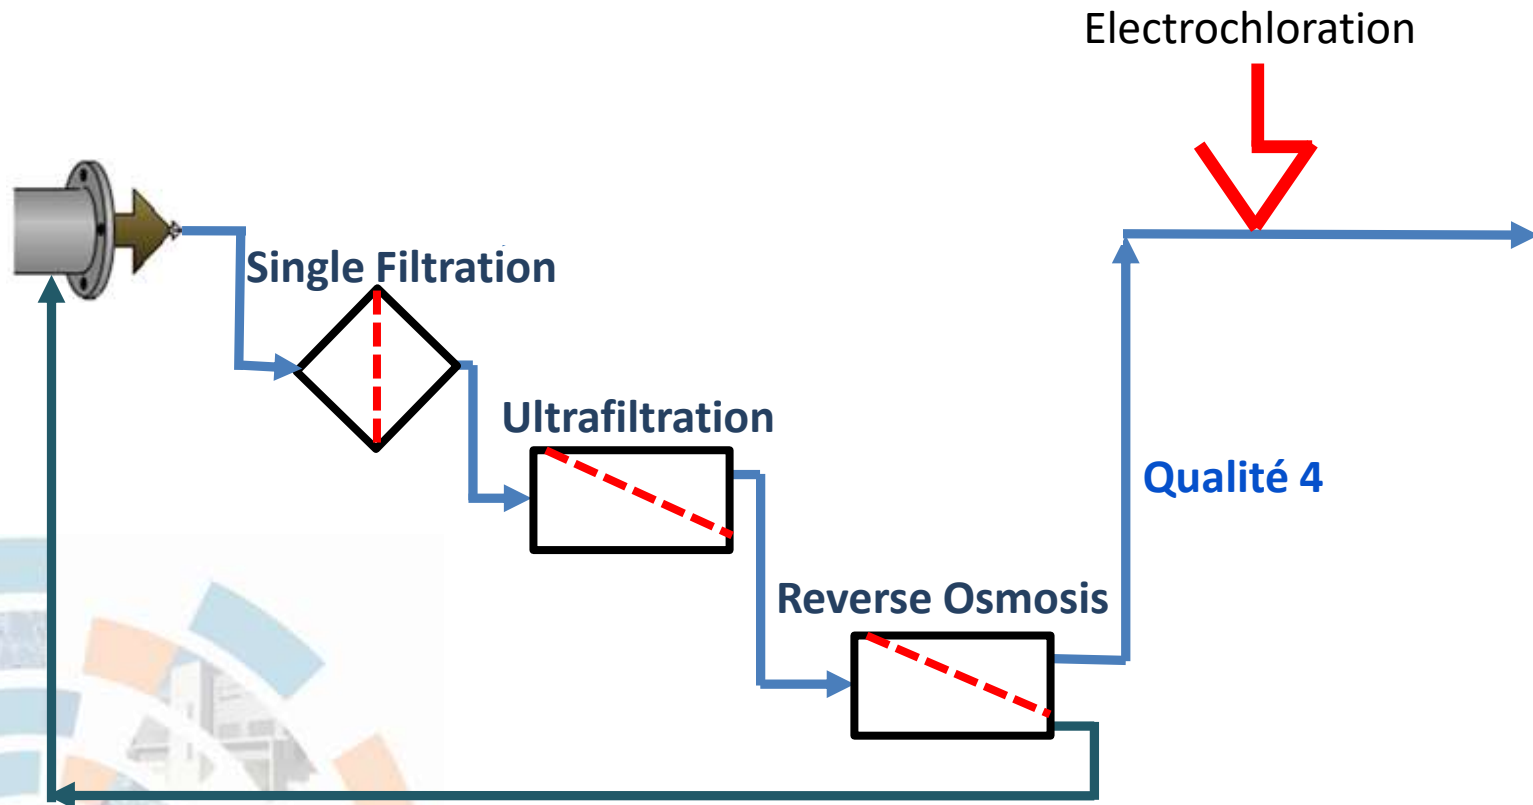 Electrochloration
Single Filtration
Ultrafiltration
Qualité 4
Reverse Osmosis